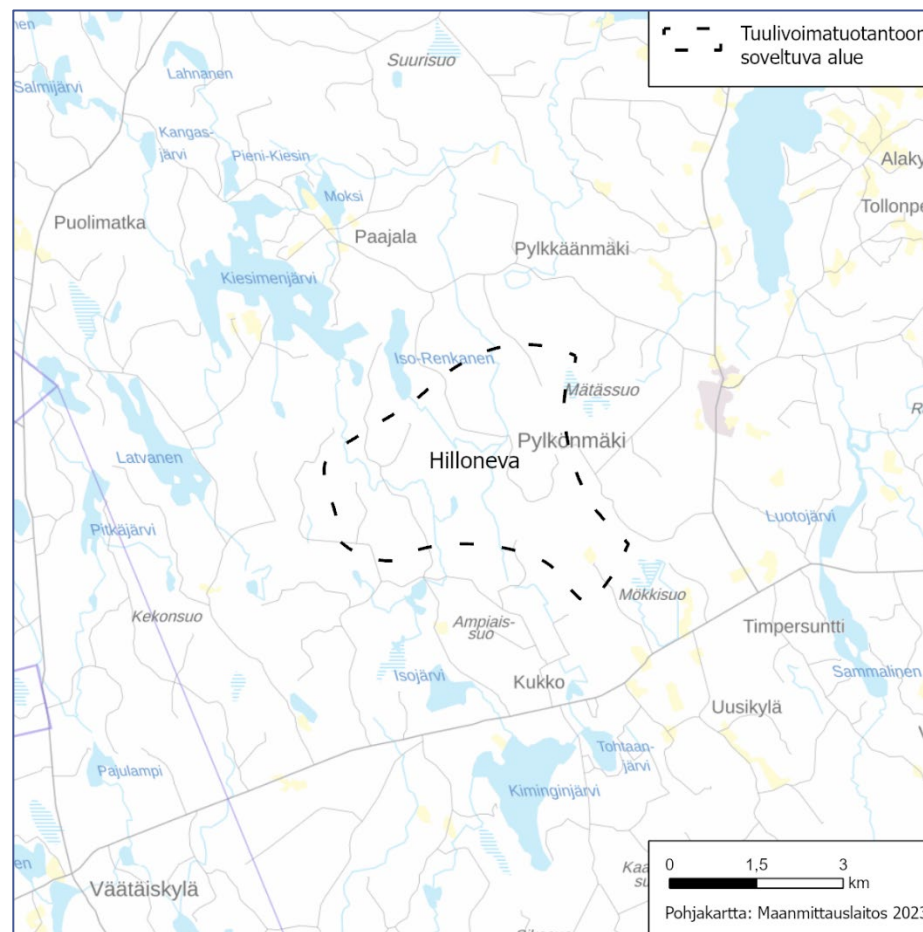 Tuulivoimatuotantoon
soveltuva alue
Suurisuo
Lahnanen
Salmijärvi
Kangas-
järvi
Pieni-Kiesin
Moksi
Alaky
Tollonpe
Puolimatka
Paajala
Pylkkäänmäki
Kiesimenjärvi
Iso-Renkanen
Mätässuo
Pylkönmäki
Hilloneva
Latvanen
Pitkäjärvi
Luotojärvi
Kekonsuo
Mökkisuo
Ampiais-
suo
Timpersuntti
Isojärvi
Kukko
Sammalinen
Uusikylä
Tohtaan-
järvi
Pajulampi
Kiminginjärvi
Väätäiskylä
0 1,5 3
km
Pohjakartta: Maanmittauslaitos 2023